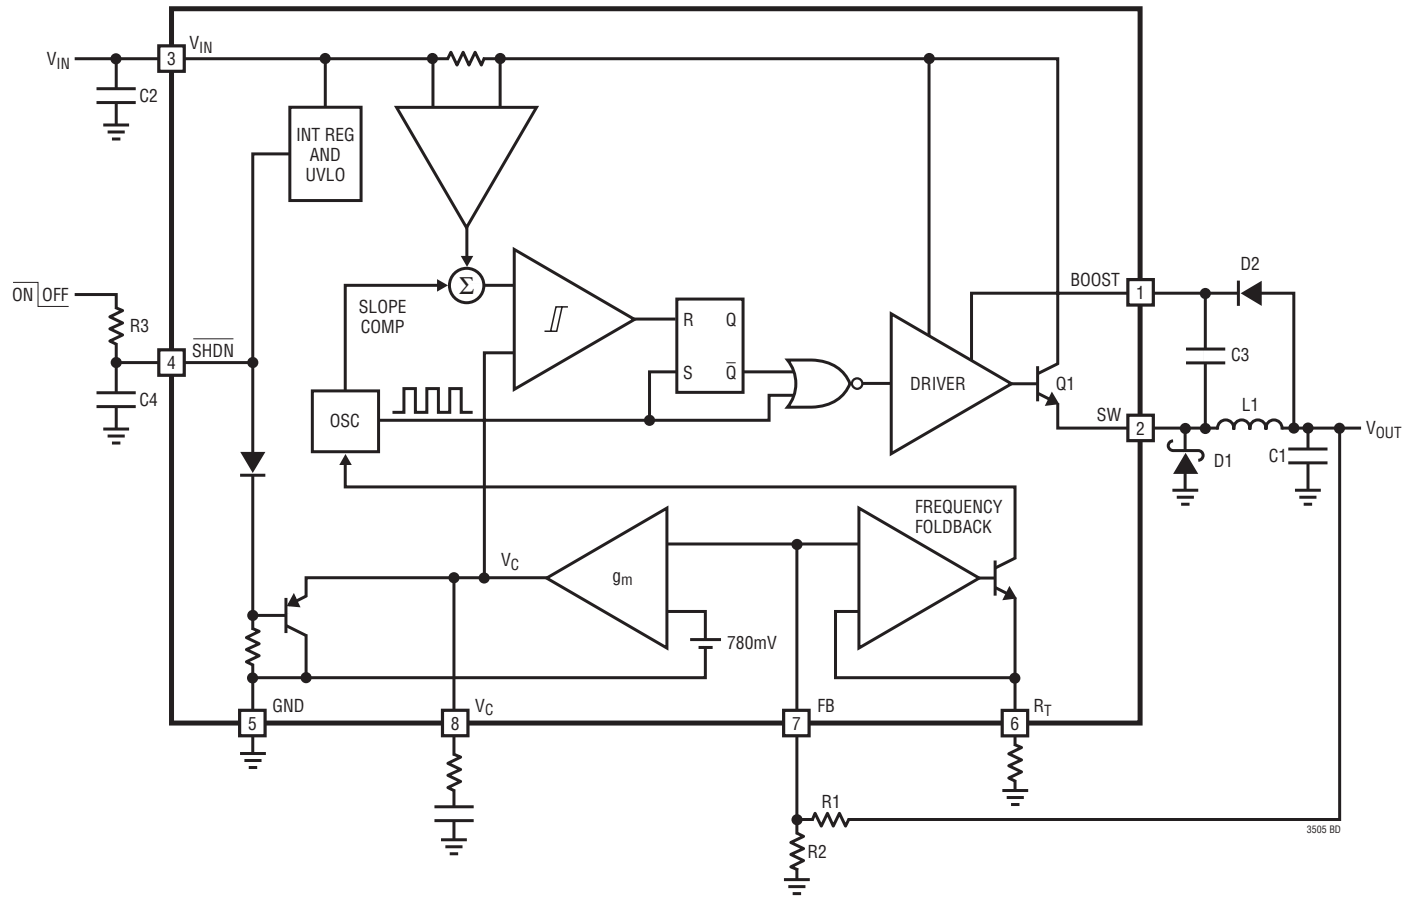 VIN
3
VIN
C2
INT REG
AND
UVLO
ON OFF
R3
4
SHDN
C4
SLOPE
COMP
Σ
R
Q
S
Q
OSC
DRIVER
Q1
BOOST
1
D2
C3
SW
2
L1
D1
C1
VOUT
FREQUENCY
FOLDBACK
VC
gm
780mV
5
GND
8
VC
7
FB
6
RT
R1
R2
3505 BD